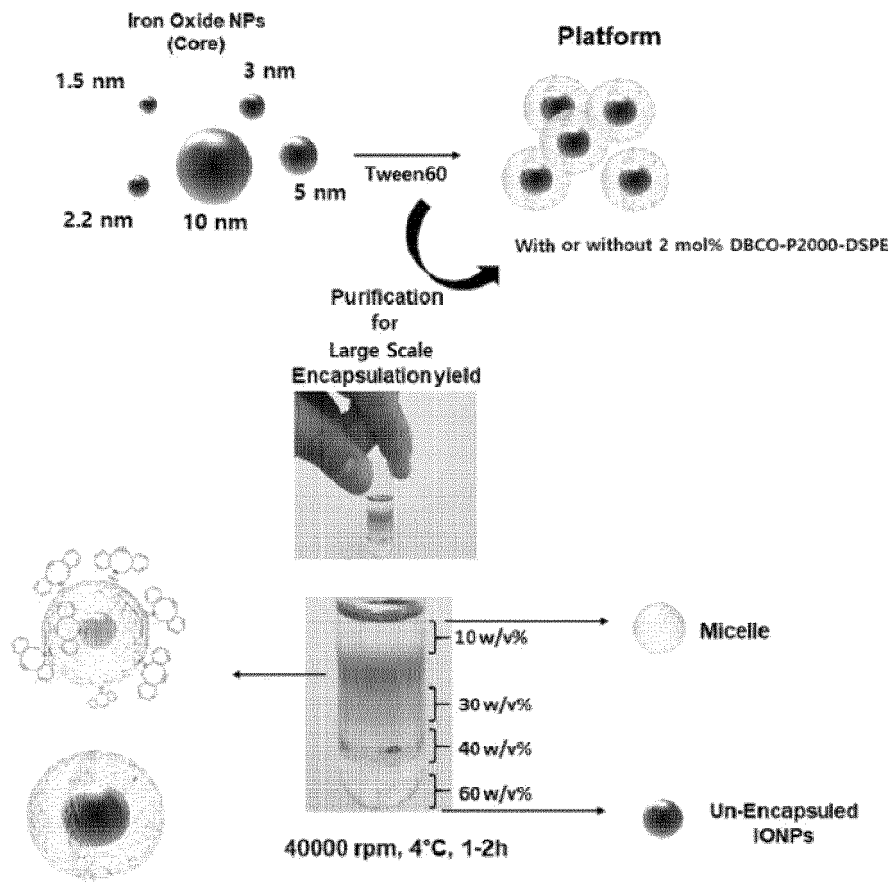 Iron Oxide NPs
(Core)
Platform
1.5 nm
3 nm
2.2 nm
10 nm
5 nm
Tween60
With or without 2 mol% DBCO-P2000-DSPE
Purification
for
Large Scale
Encapsulationyield
10 w/v%
Micelle
30 w/v%
40 w/v%
60 w/v%
Un-Encapsuled
IONPs
40000 rpm, 4°C, 1-2h